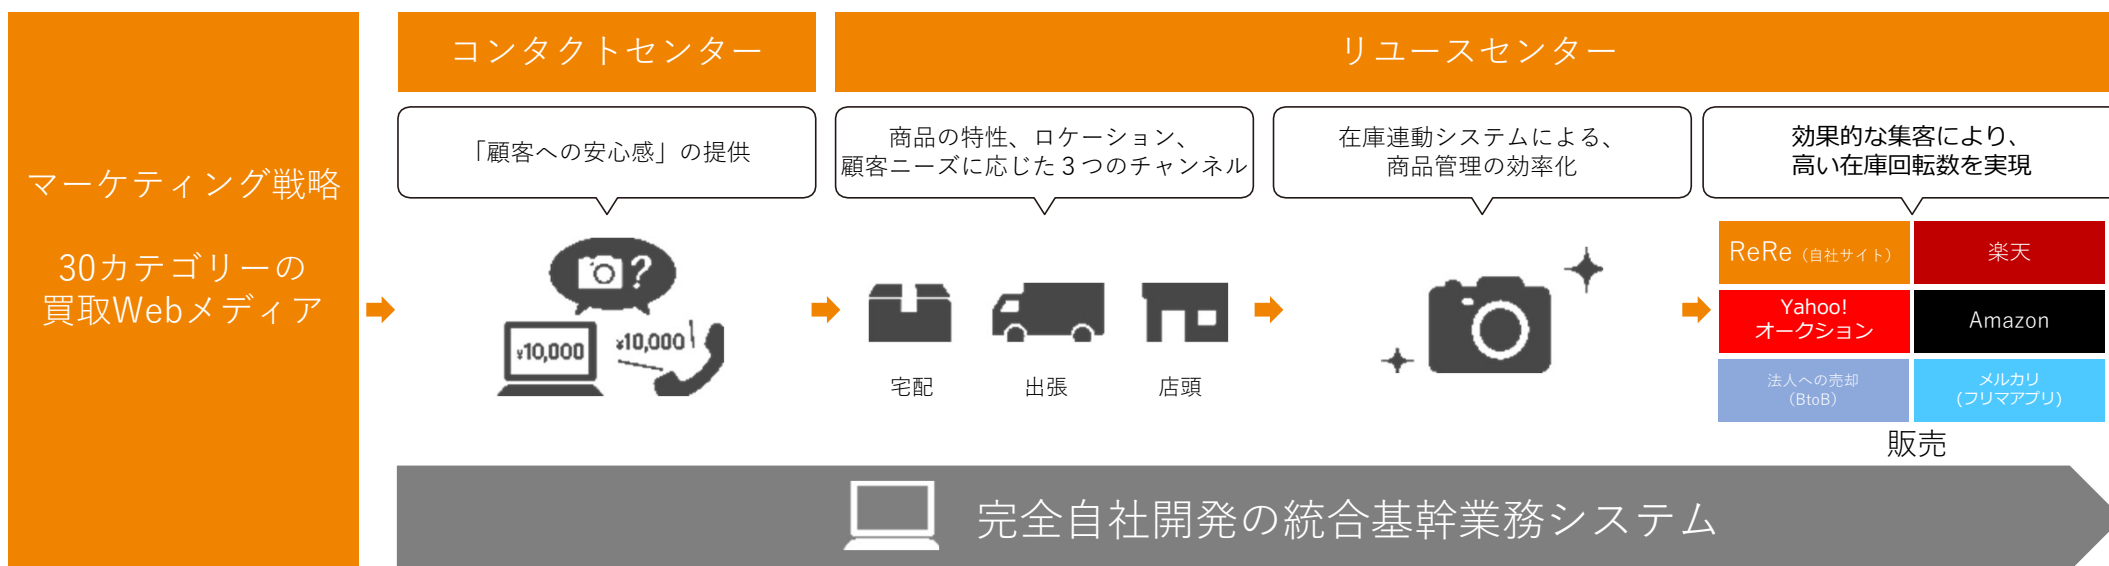 マーケティング戦略
30カテゴリーの
買取Webメディア
コンタクトセンター
「顧客への安心感」の提供
?
¥10,000
¥10,000
リユースセンター
商品の特性、ロケーション、
顧客ニーズに応じた３つのチャンネル
宅配
出張
店頭
在庫連動システムによる、
商品管理の効率化
効果的な集客により、
高い在庫回転数を実現
ReRe（自社サイト）
楽天
Yahoo!
オークション
Amazon
法人への売却
（BtoB）
メルカリ
(フリマアプリ)
販売
完全自社開発の統合基幹業務システム